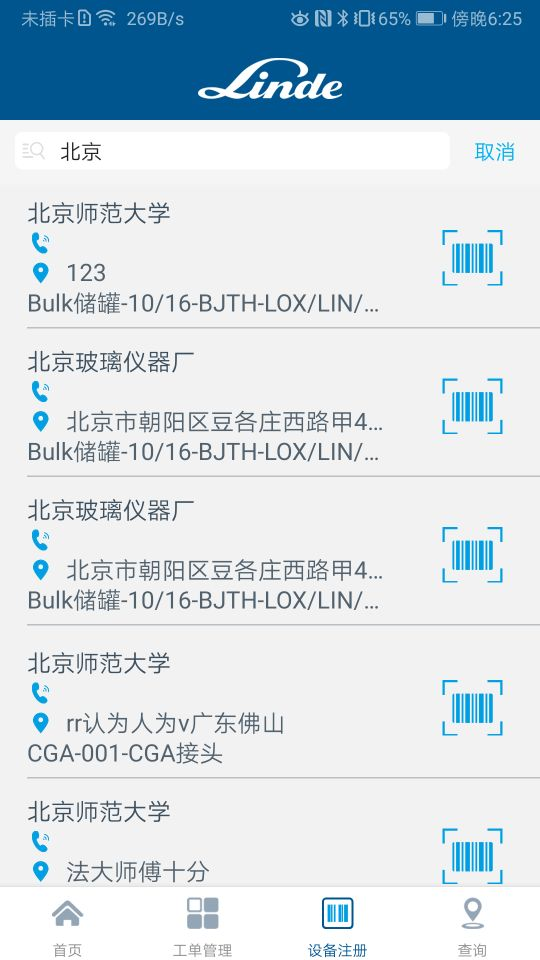 未插卡 269B/s 65% 傍晚6:25
Linde
北京 取消
北京师范大学
123
Bulk储罐-10/16-BJTH-LOX/LIN/...
北京玻璃仪器厂
北京市朝阳区豆各庄西路甲4...
Bulk储罐-10/16-BJTH-LOX/LIN/...
北京玻璃仪器厂
北京市朝阳区豆各庄西路甲4...
Bulk储罐-10/16-BJTH-LOX/LIN/...
北京师范大学
rr认为人为v广东佛山
CGA-001-CGA接头
北京师范大学
法大师傅十分
首页 工单管理 设备注册 查询